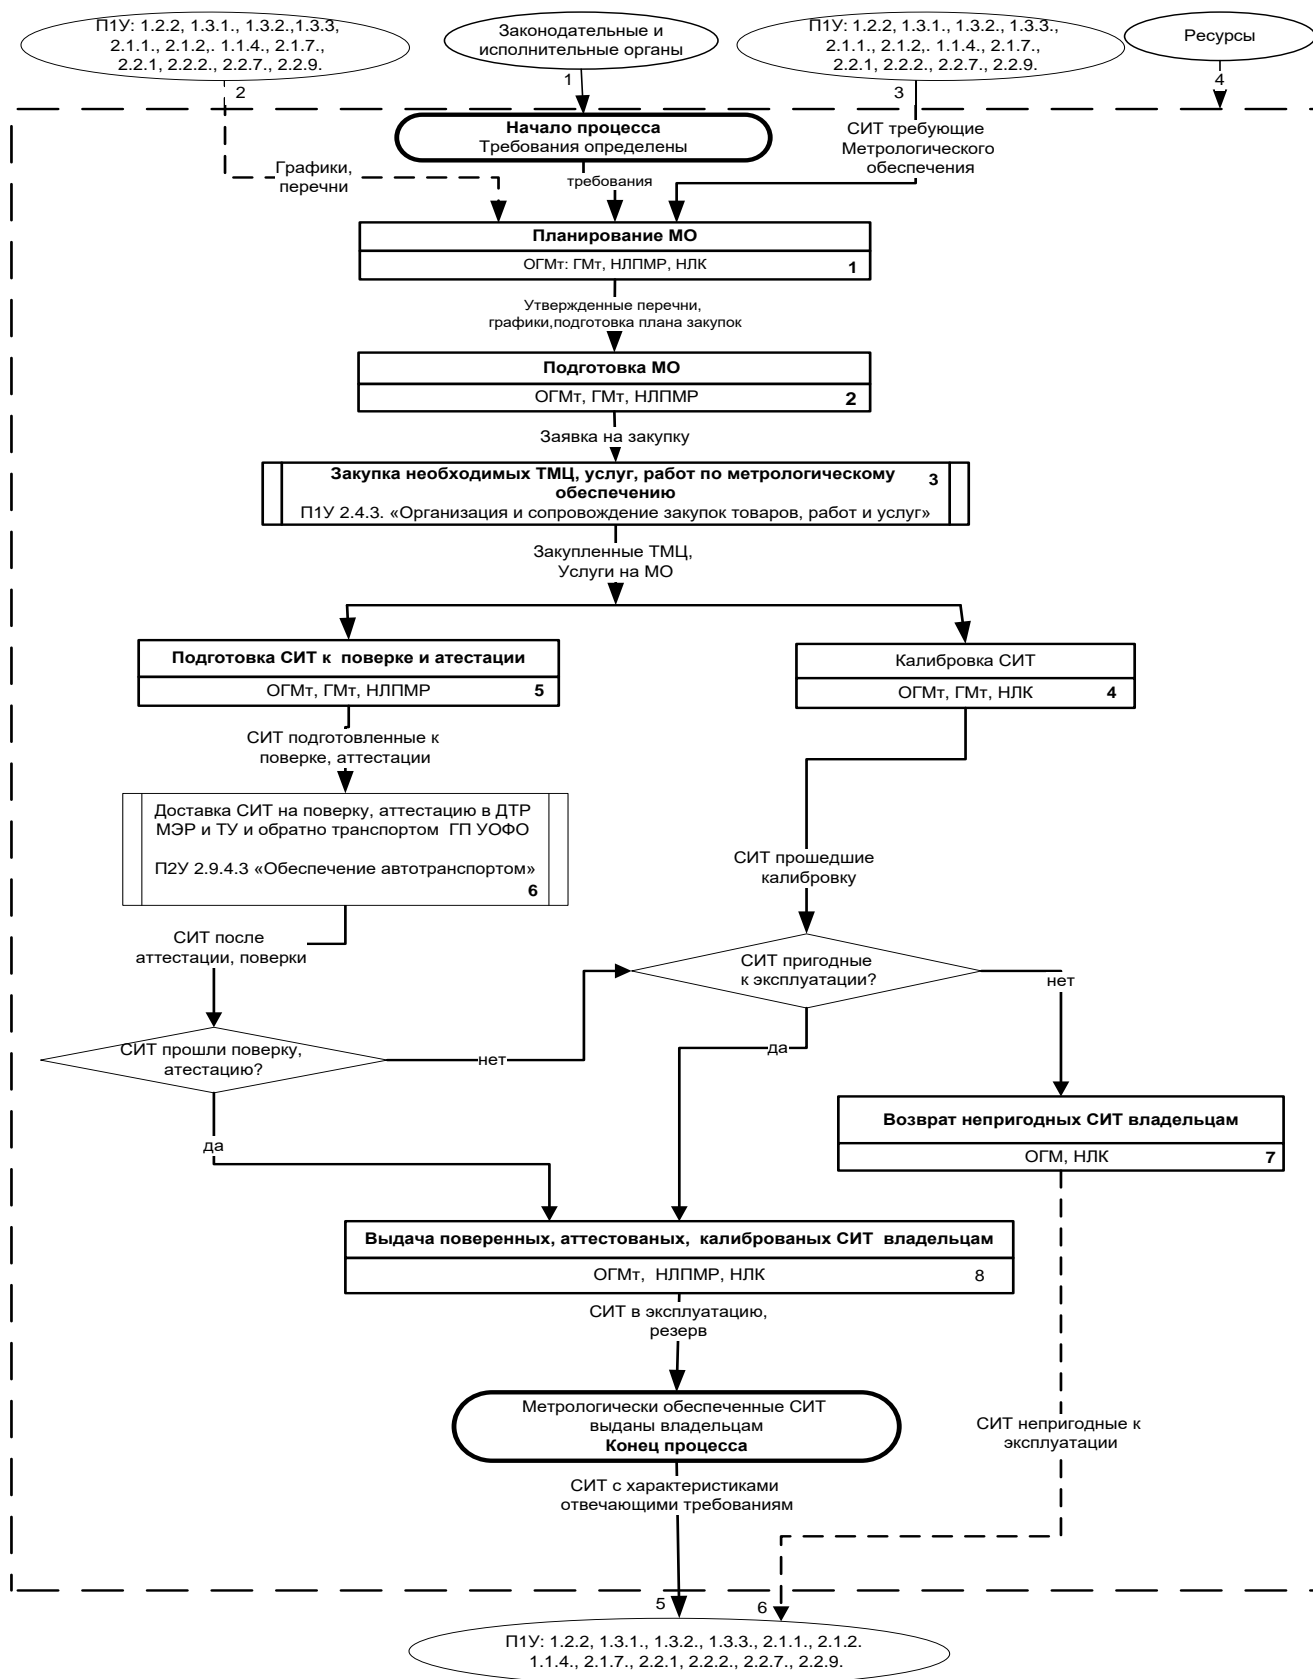 П1У: 1.2.2, 1.3.1., 1.3.2.,1.3.3,
2.1.1., 2.1.2,. 1.1.4., 2.1.7.,
2.2.1, 2.2.2., 2.2.7., 2.2.9.
Законодательные и
исполнительные органы
П1У: 1.2.2, 1.3.1., 1.3.2., 1.3.3.,
2.1.1., 2.1.2,. 1.1.4., 2.1.7.,
2.2.1, 2.2.2., 2.2.7., 2.2.9.
Ресурсы
2
1
3
4
Начало процесса
Требования определены
СИТ требующие
Метрологического
обеспечения
Графики,
перечни
требования
Планирование МО
ОГМт: ГМт, НЛПМР, НЛК
1
Утвержденные перечни,
графики,подготовка плана закупок
Подготовка МО
ОГМт, ГМт, НЛПМР
2
Заявка на закупку
Закупка необходимых ТМЦ, услуг, работ по метрологическому
3
обеспечению
П1У 2.4.3. «Организация и сопровождение закупок товаров, работ и услуг»
Закупленные ТМЦ,
Услуги на МО
Подготовка СИТ к поверке и атестации
ОГМт, ГМт, НЛПМР
5
Калибровка СИТ
ОГМт, ГМт, НЛК
4
СИТ подготовленные к
поверке, аттестации
Доставка СИТ на поверку, аттестацию в ДТР
МЭР и ТУ и обратно транспортом ГП УОФО
П2У 2.9.4.3 «Обеспечение автотранспортом»
6
СИТ прошедшие
калибровку
СИТ после
аттестации, поверки
СИТ пригодные
к эксплуатации?
нет
СИТ прошли поверку,
атестацию?
нет
да
да
Возврат непригодных СИТ владельцам
ОГМ, НЛК
7
Выдача поверенных, аттестованых, калиброваных СИТ владельцам
ОГМт, НЛПМР, НЛК
8
СИТ в эксплуатацию,
резерв
Метрологически обеспеченные СИТ
выданы владельцам
Конец процесса
СИТ непригодные к
эксплуатации
СИТ с характеристиками
отвечающими требованиям
5
6
П1У: 1.2.2, 1.3.1., 1.3.2., 1.3.3., 2.1.1., 2.1.2.
1.1.4., 2.1.7., 2.2.1, 2.2.2., 2.2.7., 2.2.9.